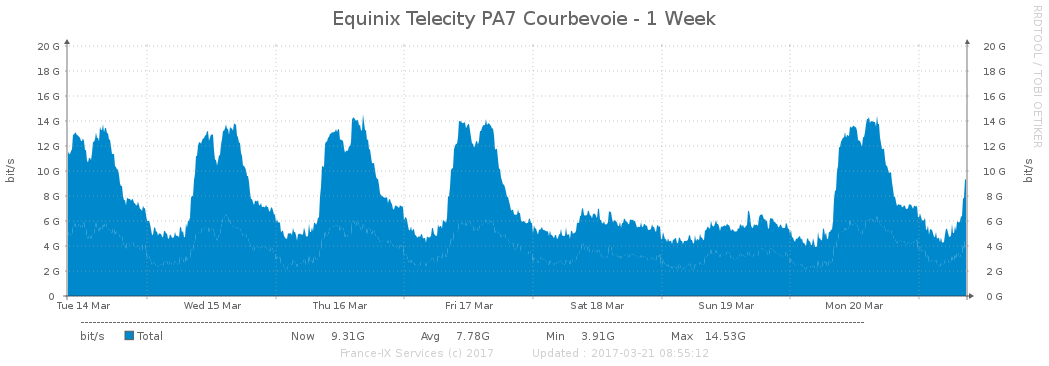 Equinix Telecity PA7 Courbevoie - 1 Week
RRDTOOL / TOBI OETIKER
20 G 20 G
18 G 18 G
16 G 16 G
14 G 14 G
12 G 12 G
10 G 10 G
8 G 8 G
6 G 6 G
4 G 4 G
2 G 2 G
0 0 G
bit/s bit/s
Tue 14 Mar Wed 15 Mar Thu 16 Mar Fri 17 Mar Sat 18 Mar Sun 19 Mar Mon 20 Mar
bit/s Total Now 9.31G Avg 7.78G Min 3.91G Max 14.53G
France-IX Services (c) 2017 Updated : 2017-03-21 08:55:12